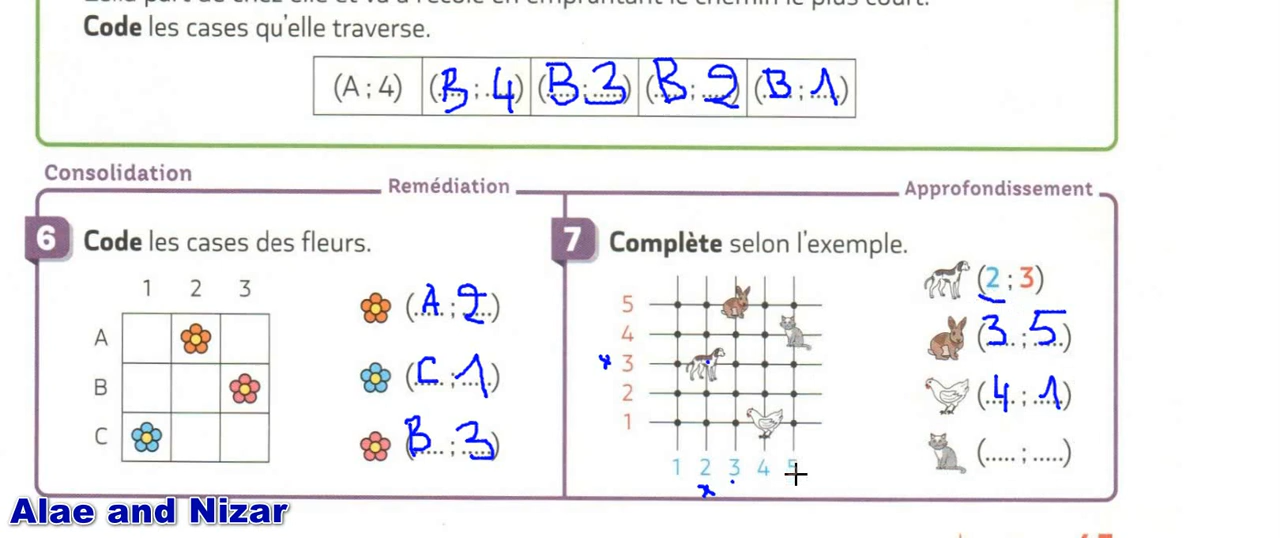 Code les cases qu'elle traverse.
(A ; 4) (B ; 4) (B ; 3) (B ; 2) (B ; 1)
Consolidation Remédiation Approfondissement
6 Code les cases des fleurs.
1 2 3
A
B
C
(A ; 2)
(C ; 1)
(B ; 3)
7 Complète selon l'exemple.
5
4
x 3
2
1
1 2 3 4 5
x
(2 ; 3)
(3 ; 5)
(4 ; 1)
(..... ; .....)
Alae and Nizar